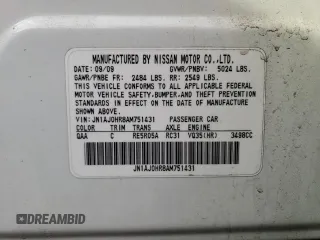 MANUFACTURED BY NISSAN MOTOR CO.,LTD.
DATE: 09/09 GVWR/PNBV: 5024 LBS.
GAWR/PNBE FR: 2484 LBS. RR: 2549 LBS.
THIS VEHICLE CONFORMS TO ALL APPLICABLE FEDERAL
MOTOR VEHICLE SAFETY,BUMPER,AND THEFT PREVENTION
STANDARDS IN EFFECT ON THE DATE OF MANUFACTURE
SHOWN ABOVE.
VIN: JN1AJ0HR8AM751431 PASSENGER CAR
COLOR TRIM TRANS AXLE ENGINE
QAA C RE5R05A RC31 VQ35(HR) 3498CC
JN1AJ0HR8AM751431
© DEALERBID